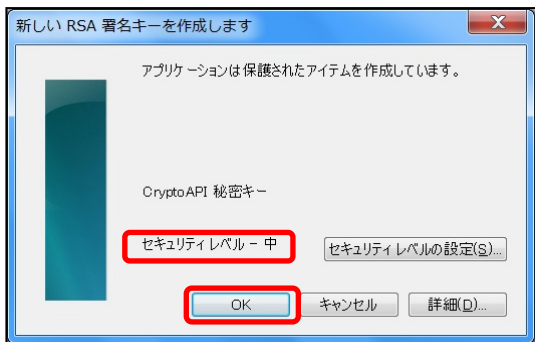 新しい RSA 署名キーを作成します
アプリケーションは保護されたアイテムを作成しています。
CryptoAPI 秘密キー
セキュリティ レベル - 中
セキュリティ レベルの設定(S)...
OK
キャンセル
詳細(D)...